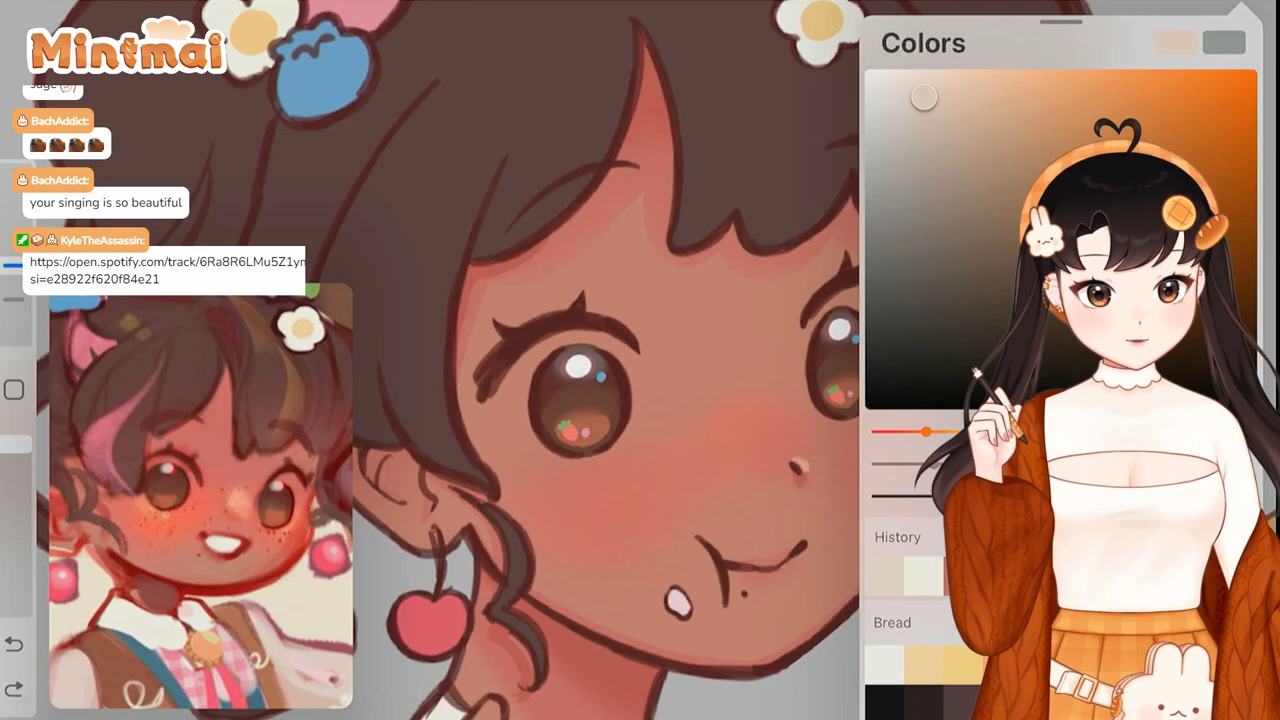 Mintmai
BachAddict:
BachAddict:
your singing is so beautiful
KyleTheAssassin:
https://open.spotify.com/track/6Ra8R6LMu5Z1y
si=e28922f620f84e21
Colors
History
Bread